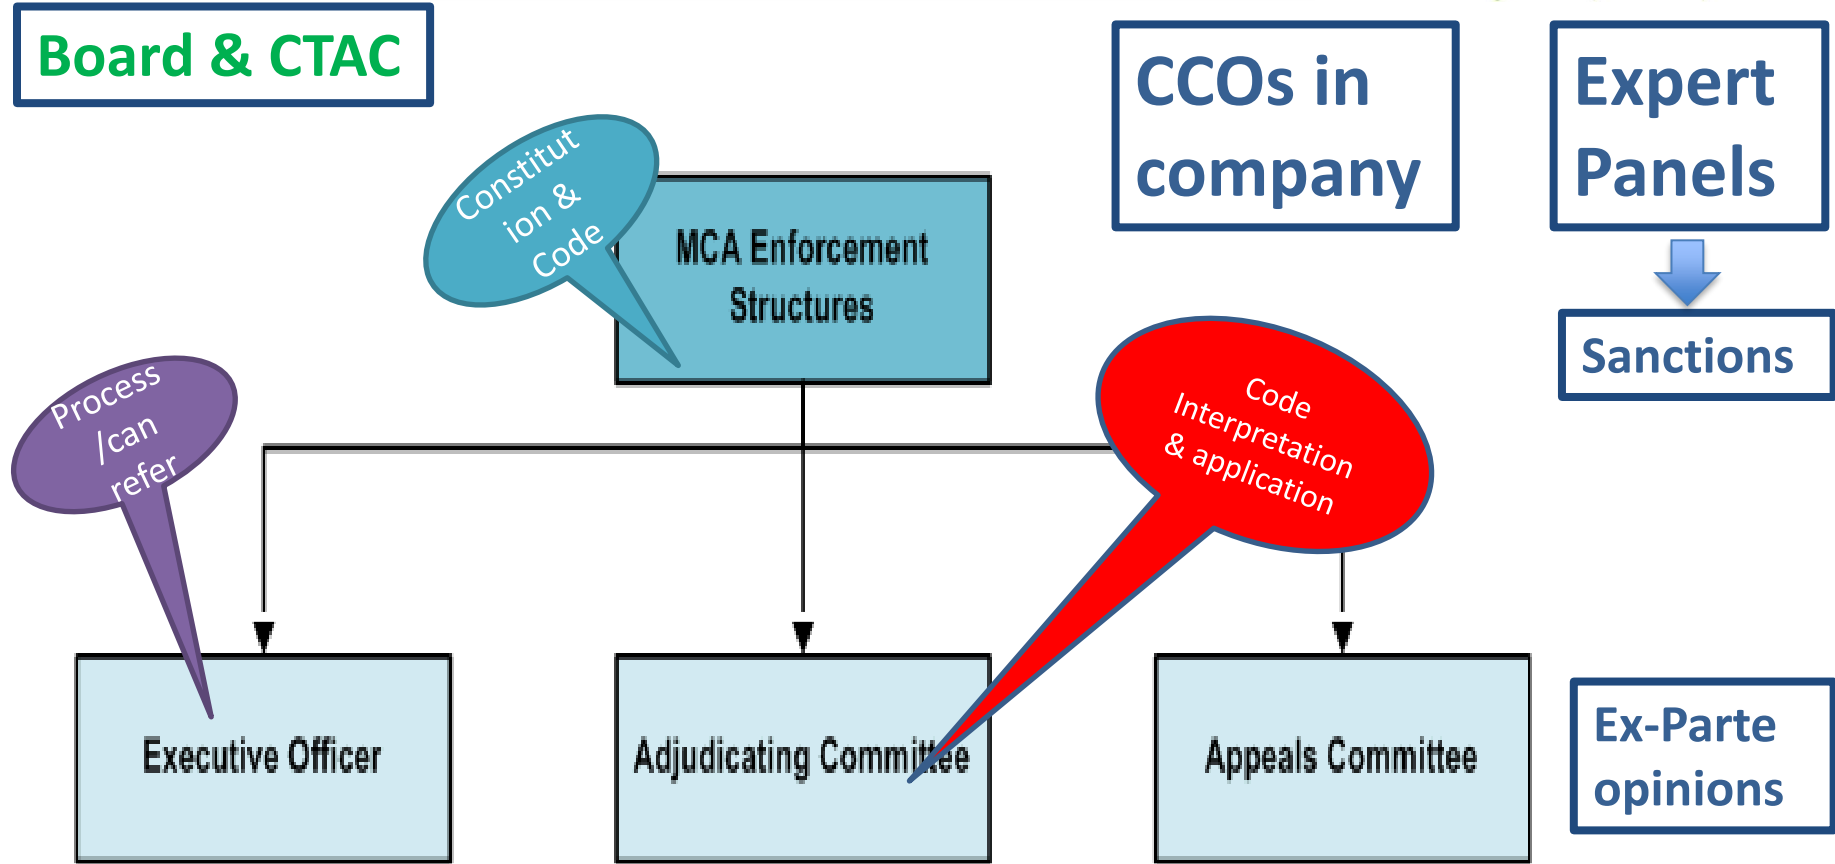 Board & CTAC
CCOs in
company
Expert
Panels
Constitut
ion &
Code
MCA Enforcement
Structures
Sanctions
Process
/can
refer
Code
Interpretation
& application
Executive Officer
Adjudicating Committee
Appeals Committee
Ex-Parte
opinions